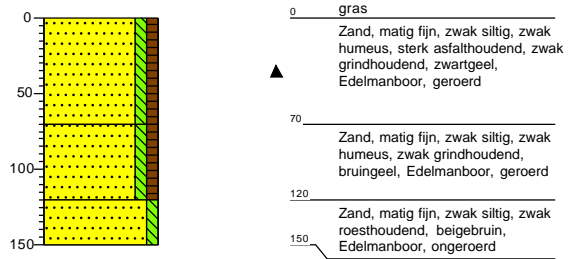 0
50
100
150
0
gras
Zand, matig fijn, zwak siltig, zwak
humeus, sterk asfalthoudend, zwak
grindhoudend, zwartgeel,
Edelmanboor, geroerd
70
Zand, matig fijn, zwak siltig, zwak
humeus, zwak grindhoudend,
bruingeel, Edelmanboor, geroerd
120
Zand, matig fijn, zwak siltig, zwak
roesthoudend, beigebruin,
Edelmanboor, ongeroerd
150